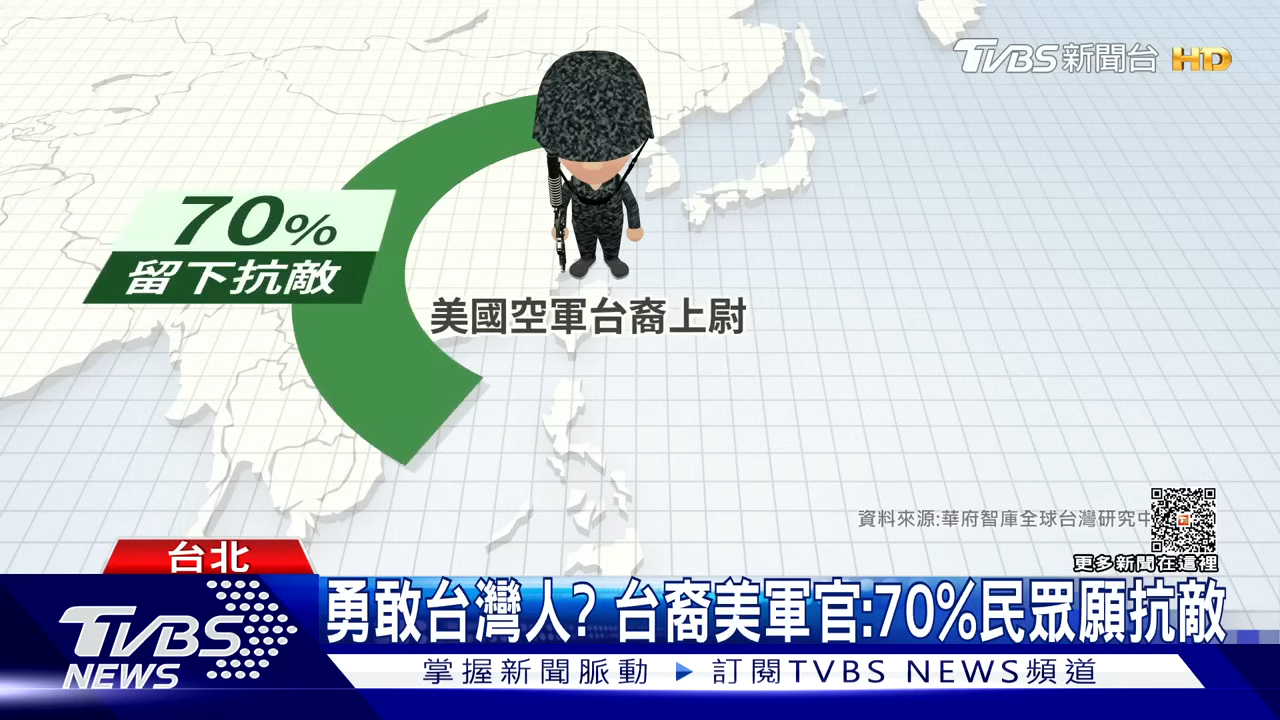 TVBS新聞台 HD
70%
留下抗敵
美國空軍台裔上尉
資料來源:華府智庫全球台灣研究中
更多新聞在這裡
台北
勇敢台灣人? 台裔美軍官:70%民眾願抗敵
TVBS NEWS
掌握新聞脈動 ▶ 訂閱TVBS NEWS頻道